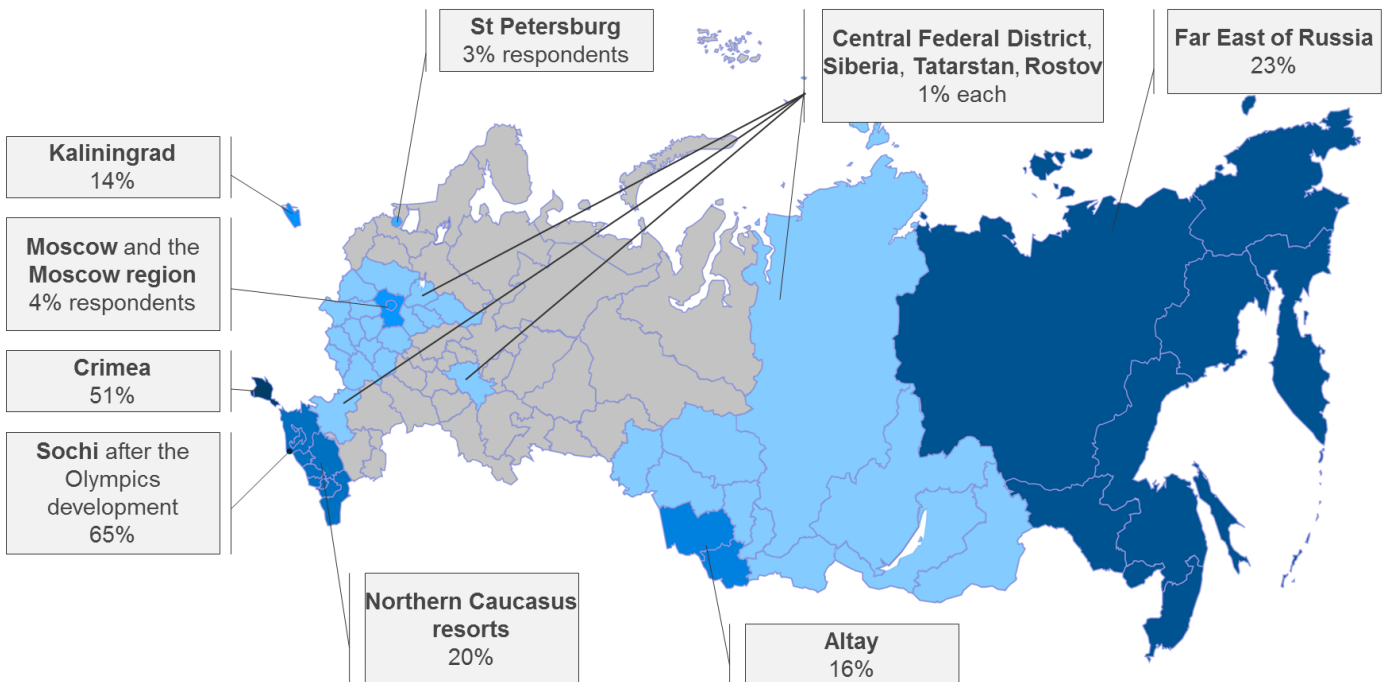 St Petersburg
3% respondents
Central Federal District,
Siberia, Tatarstan, Rostov
1% each
Far East of Russia
23%
Kaliningrad
14%
Moscow and the
Moscow region
4% respondents
Crimea
51%
Sochi after the
Olympics
development
65%
Northern Caucasus
resorts
20%
Altay
16%